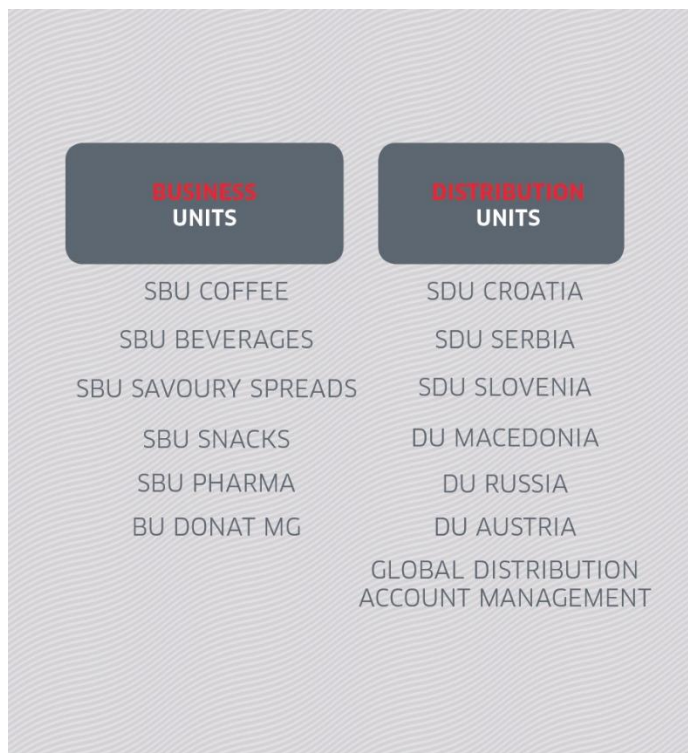 BUSINESS
UNITS
SBU COFFEE
SBU BEVERAGES
SBU SAVOURY SPREADS
SBU SNACKS
SBU PHARMA
BU DONAT MG
DISTRIBUTION
UNITS
SDU CROATIA
SDU SERBIA
SDU SLOVENIA
DU MACEDONIA
DU RUSSIA
DU AUSTRIA
GLOBAL DISTRIBUTION
ACCOUNT MANAGEMENT